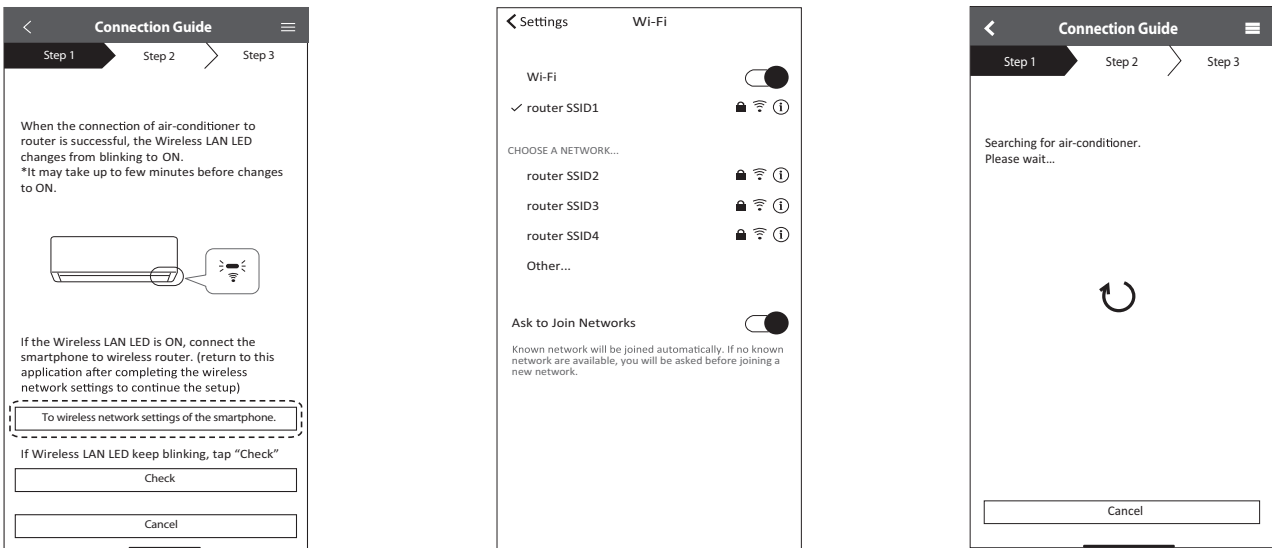 Connection Guide
Step 1
Step 2
Step 3
When the connection of air-conditioner to
router is successful, the Wireless LAN LED
changes from blinking to ON.
*It may take up to few minutes before changes
to ON.
If the Wireless LAN LED is ON, connect the
smartphone to wireless router. (return to this
application after completing the wireless
network settings to continue the setup)
To wireless network settings of the smartphone.
If Wireless LAN LED keep blinking, tap “Check”
Check
Cancel
Settings
Wi-Fi
Wi-Fi
router SSID1
CHOOSE A NETWORK...
router SSID2
router SSID3
router SSID4
Other...
Ask to Join Networks
Known network will be joined automatically. If no known
network are available, you will be asked before joining a
new network.
Connection Guide
Step 1
Step 2
Step 3
Searching for air-conditioner.
Please wait...
Cancel